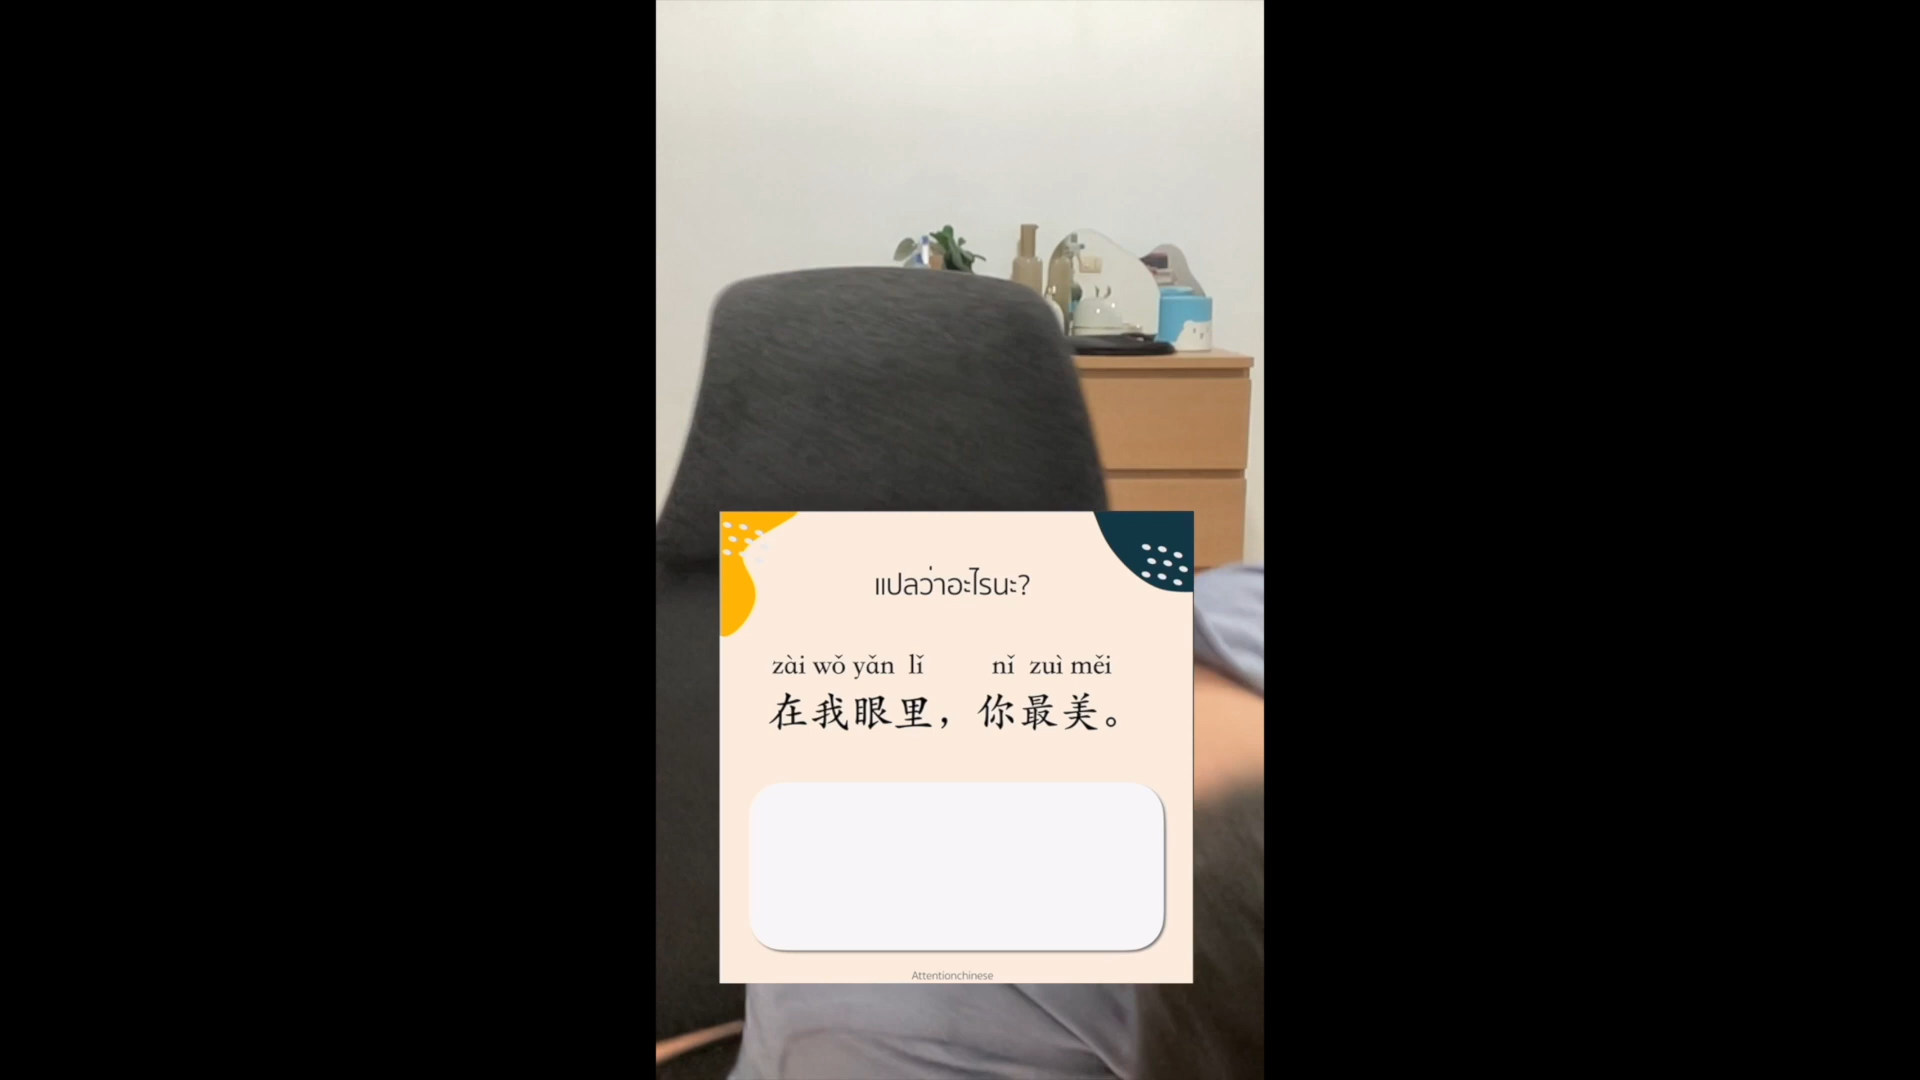 แปลว่าอะไรนะ?
zài wǒ yǎn lǐ nǐ zuì měi
在我眼里，你最美。
Attentionchinese